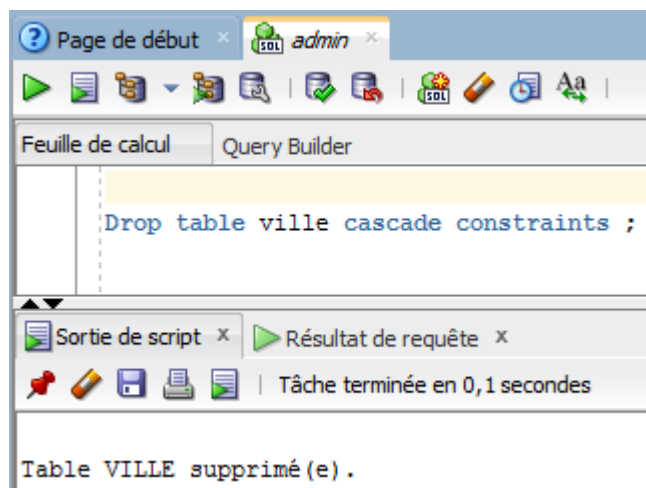 Page de début admin
Feuille de calcul Query Builder
Drop table ville cascade constraints ;
Sortie de script x Résultat de requête x
Tâche terminée en 0,1 secondes
Table VILLE supprimé(e).